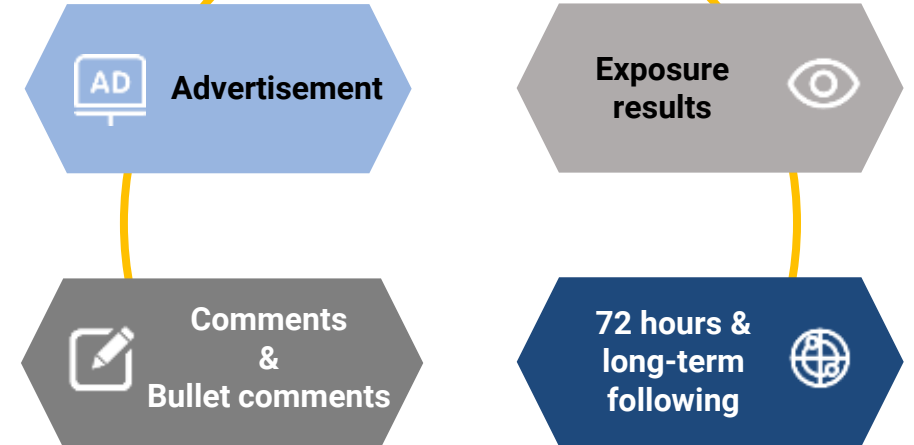 AD
Advertisement
Exposure
results
Comments
&
Bullet comments
72 hours &
long-term
following